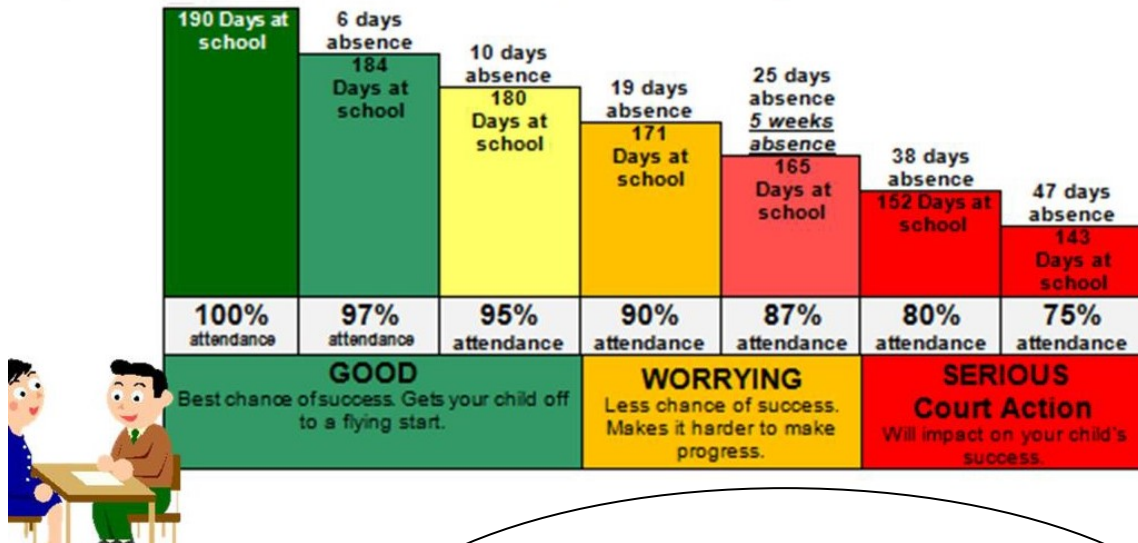 190 Days at
school
6 days
absence
184
Days at
school
10 days
absence
180
Days at
school
19 days
absence
171
Days at
school
25 days
absence
5 weeks
absence
165
Days at
school
38 days
absence
152 Days at
school
47 days
absence
143
Days at
school
100%
attendance
97%
attendance
95%
attendance
90%
attendance
87%
attendance
80%
attendance
75%
attendance
GOOD
Best chance of success. Gets your child off
to a flying start.
WORRYING
Less chance of success.
Makes it harder to make
progress.
SERIOUS
Court Action
Will impact on your child's
success.